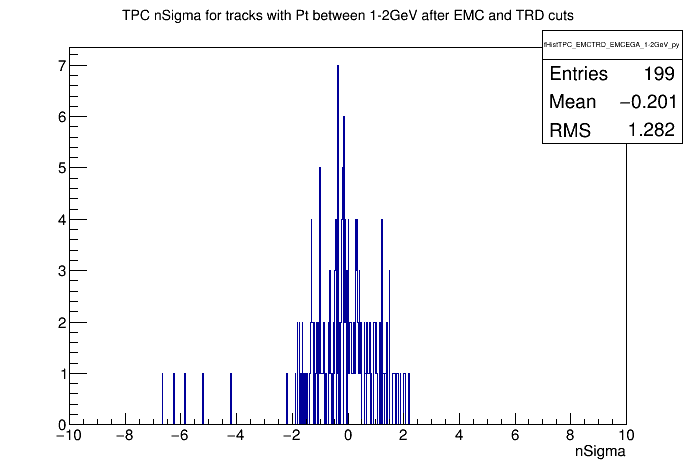 TPC nSigma for tracks with Pt between 1-2GeV after EMC and TRD cuts
fHistTPC_EMCTRD_EMCEGA_1-2GeV_py
Entries 199
Mean −0.201
RMS 1.282
7
6
5
4
3
2
1
0
−10 −8 −6 −4 −2 0 2 4 6 8 10
nSigma